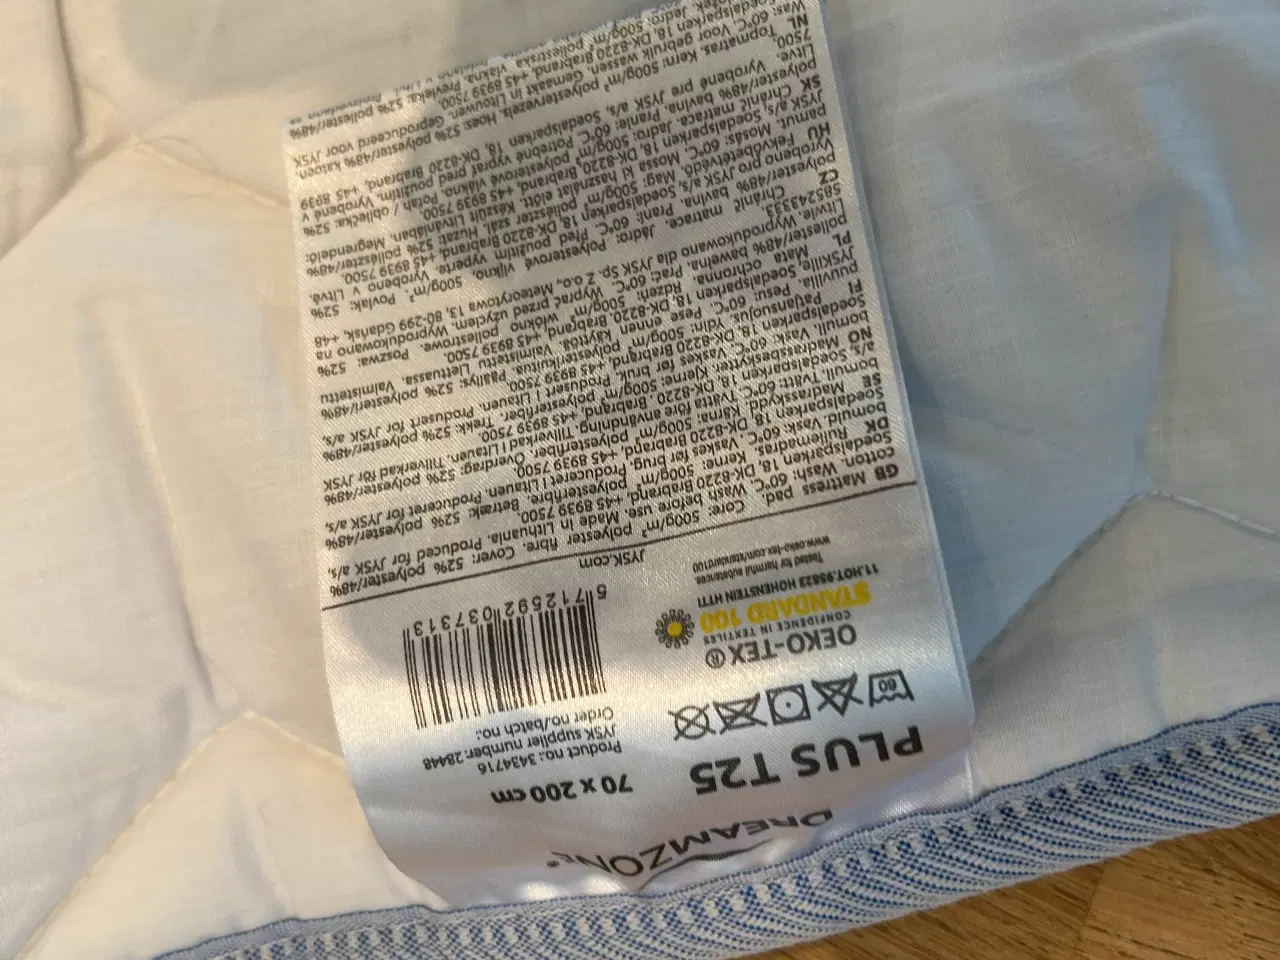 DREAMZONE
PLUS T25
70 x 200 cm
60
Product no.: 3434716
JYSK supplier number: 28448
Order no/batch no.:
OEKO-TEX®
CONFIDENCE IN TEXTILES
STANDARD 100
11.HOT.95823 HOHENSTEIN HTTI
Tested for harmful substances.
www.oeko-tex.com/standard100
5 712592 037313
JYSK.com
GB Mattress pad. Core: 500g/m² polyester fibre. Cover: 52% polyester/48%
cotton. Wash: 60°C. Wash before use. Made in Lithuania. Produced for JYSK a/s,
Soedalsparken 18, DK-8220 Brabrand, +45 8939 7500.
DK Rullemadras. Kerne: 500g/m² polyesterfibre. Betræk: 52% polyester/48%
bomuld. Vask: 60°C. Vaskes før brug. Produceret i Litauen. Produceret for JYSK a/s,
Soedalsparken 18, DK-8220 Brabrand, +45 8939 7500.
SE Madrasskydd. Kärna: 500g/m² polyesterfiber. Överdrag: 52% polyester/48%
bomull. Tvätt: 60°C. Tvätta före användning. Tillverkad i Litauen. Tillverkad för JYSK
a/s, Soedalsparken 18, DK-8220 Brabrand, +45 8939 7500.
NO Madrassbeskytter. Kerne: 500g/m² polyesterfiber. Trekk: 52% polyester/48%
bomull. Vask: 60°C. Vaskes før bruk. Produsert i Litauen. Produsert for JYSK a/s,
Soedalsparken 18, DK-8220 Brabrand, +45 8939 7500.
FI Patjansuojus. Ydin: 500g/m² polyesterikuitua. Päällys: 52% polyester/48%
puuvilla. Pesu: 60°C. Pese ennen käyttöä. Valmistettu Liettuassa. Valmistettu
JYSKille, Soedalsparken 18, DK-8220 Brabrand, +45 8939 7500.
PL Mata ochronna. Rdzeń: 500g/m² włókno poliestrowe. Poszwa: 52%
poliester/48% bawełna. Prać: 60°C. Wyprać przed użyciem. Wyprodukowano na
Litwie. Wyprodukowano dla JYSK Sp. z o.o., Meteorytowa 13, 80-299 Gdańsk, +48
585243333.
CZ Chránič matrace. Jádro: Polyesterové vlákno, 500g/m². Povlak: 52%
polyester/48% bavlna. Praní: 60°C. Před použitím vyperte. Vyrobeno v Litvě.
Vyrobeno pro JYSK a/s, Soedalsparken 18, DK-8220 Brabrand, +45 8939 7500.
HU Fekvőbetétvédő. Mag: 500g/m² poliészter szál. Huzat: 52% poliészter/48%
pamut. Mosás: 60°C. Mossa ki használat előtt. Készült Litvániában. Megrendelő:
JYSK a/s, Soedalsparken 18, DK-8220 Brabrand, +45 8939 7500.
SK Chránič matraca. Jadro: 500g/m² polyesterové vlákno. Poťah / obliečka: 52%
polyester/48% bavlna. Pranie: 60°C. Potrebné vyprať pred použitím. Vyrobené v
Litve. Vyrobené pre JYSK a/s, Soedalsparken 18, DK-8220 Brabrand, +45 8939
7500.
NL Topmatras. Kern: 500g/m² polyestervezels. Hoes: 52% polyester/48% katoen.
Was: 60°C. Voor gebruik wassen. Gemaakt in Litouwen. Geproduceerd voor JYSK